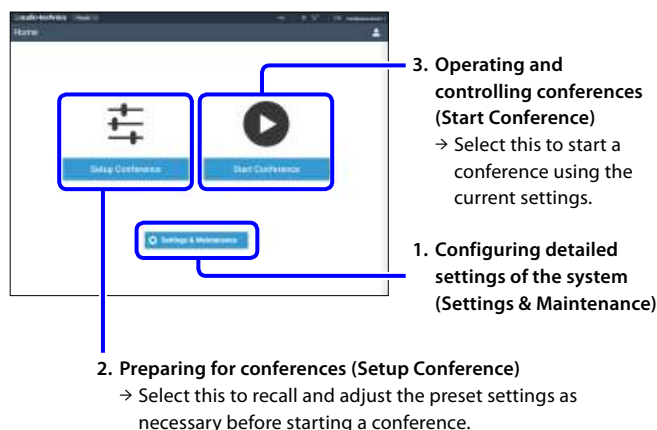 audio-technica
Home
Setup Conference
Start Conference
Settings & Maintenance
3. Operating and
controlling conferences
(Start Conference)
→ Select this to start a
conference using the
current settings.
1. Configuring detailed
settings of the system
(Settings & Maintenance)
2. Preparing for conferences (Setup Conference)
→ Select this to recall and adjust the preset settings as
necessary before starting a conference.